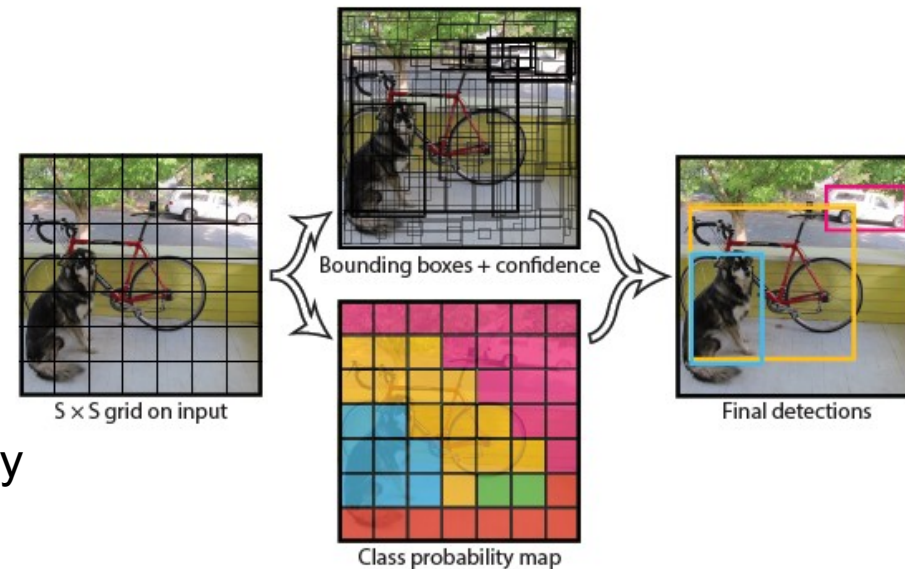 Bounding boxes + confidence
S × S grid on input
Final detections
y
Class probability map